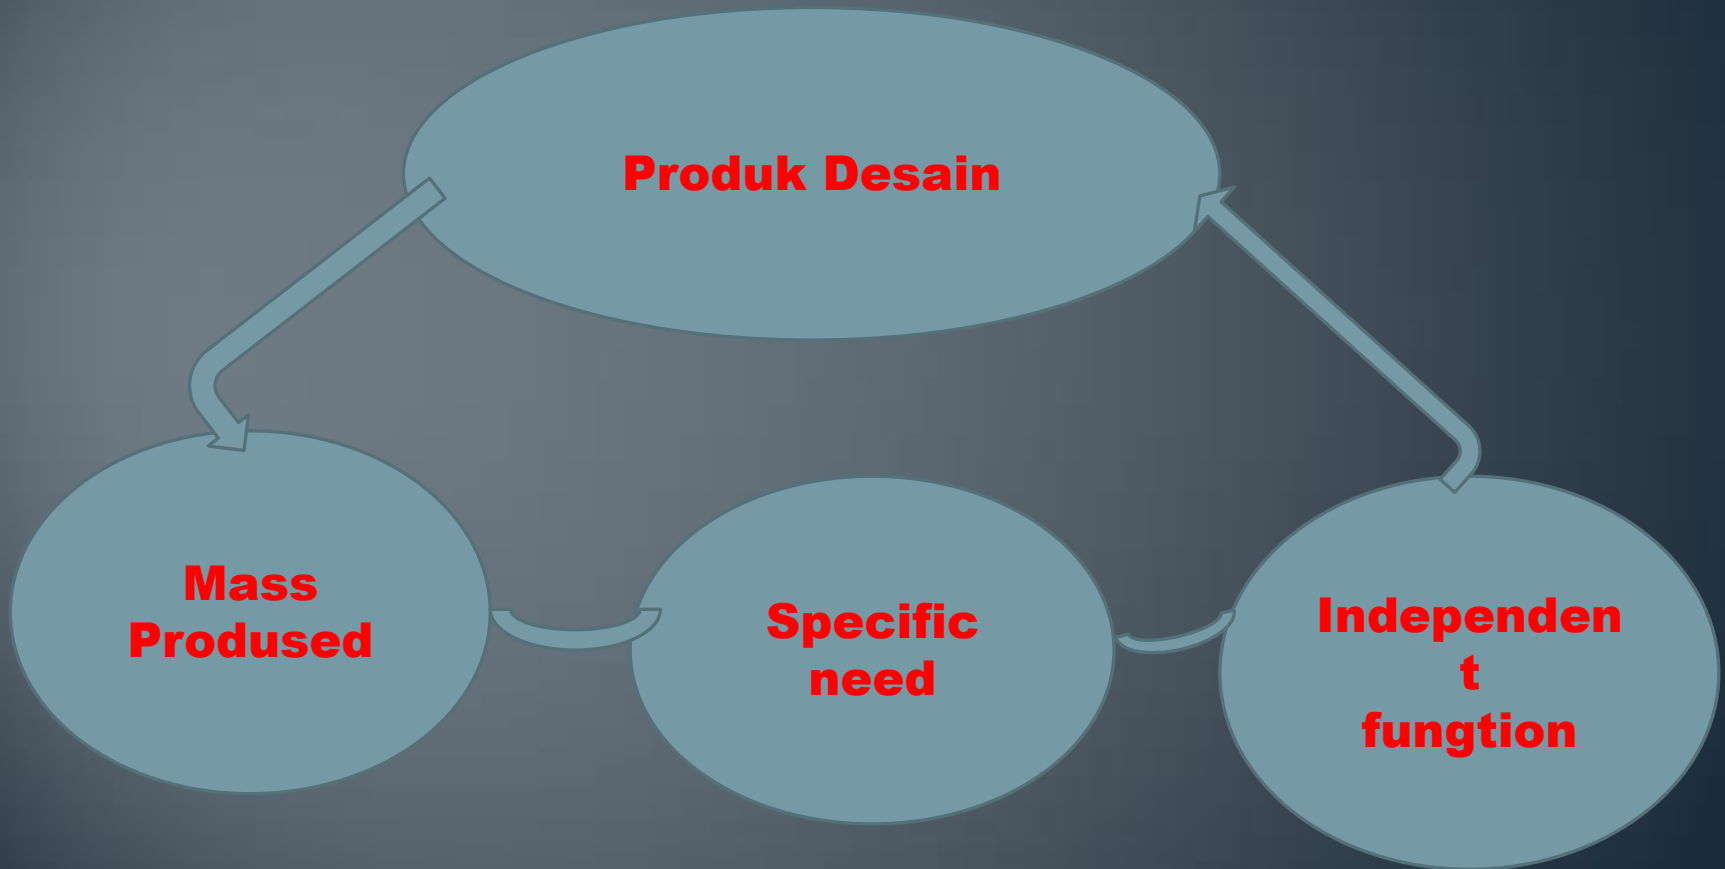 Produk Desain
Mass
Prodused
Specific
need
Independen
t
fungtion